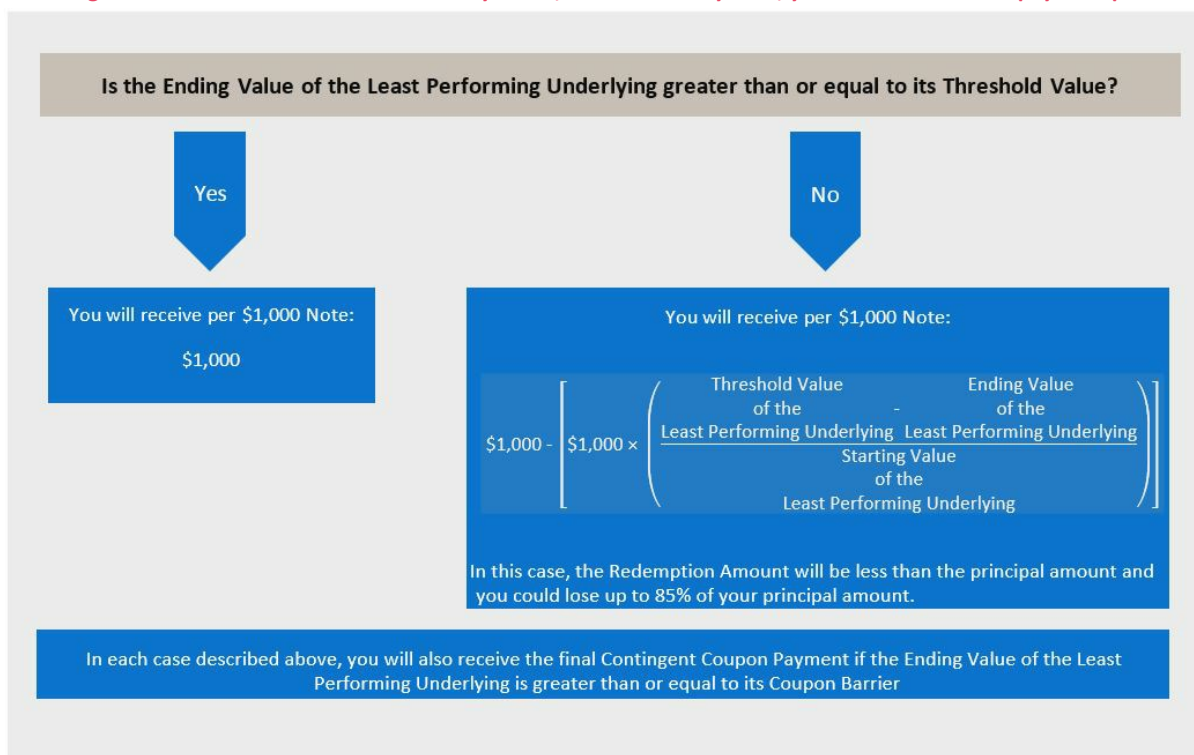 Is the Ending Value of the Least Performing Underlying greater than or equal to its Threshold Value?
Yes
No
You will receive per $1,000 Note:
$1,000
You will receive per $1,000 Note:
$1,000 - [$1,000 × (
Threshold Value Ending Value
of the - of the
Least Performing Underlying Least Performing Underlying
Starting Value
of the
Least Performing Underlying
)]
In this case, the Redemption Amount will be less than the principal amount and
you could lose up to 85% of your principal amount.
In each case described above, you will also receive the final Contingent Coupon Payment if the Ending Value of the Least
Performing Underlying is greater than or equal to its Coupon Barrier